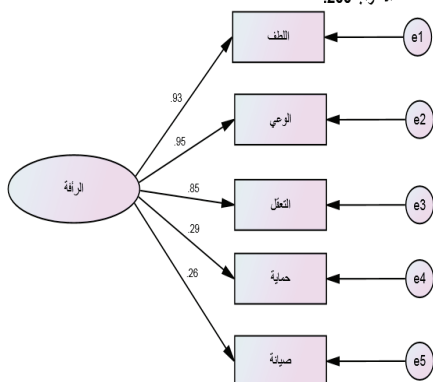 اللطف
e1
.93
الوعي
e2
.95
الرأفة
.85
التعقل
e3
.29
حماية
e4
.26
صيانة
e5